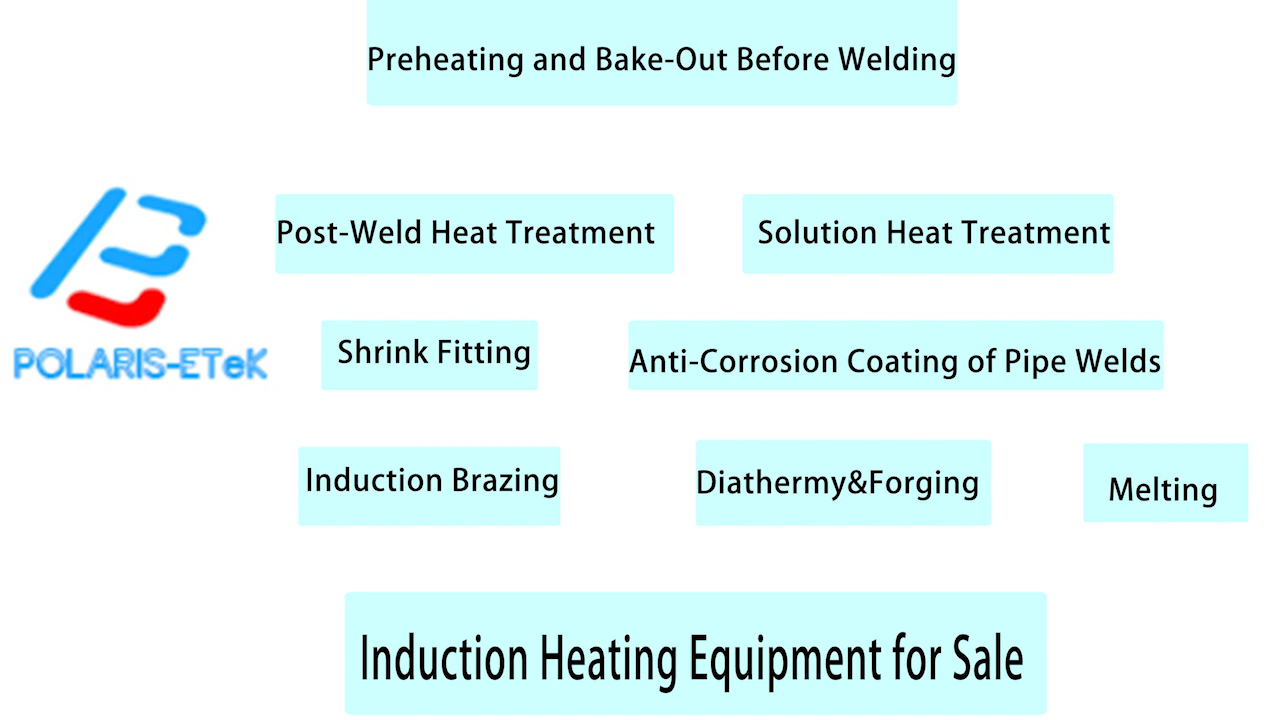 Preheating and Bake-Out Before Welding
Post-Weld Heat Treatment
Solution Heat Treatment
POLARIS-ETeK
Shrink Fitting
Anti-Corrosion Coating of Pipe Welds
Induction Brazing
Diathermy&Forging
Melting
Induction Heating Equipment for Sale